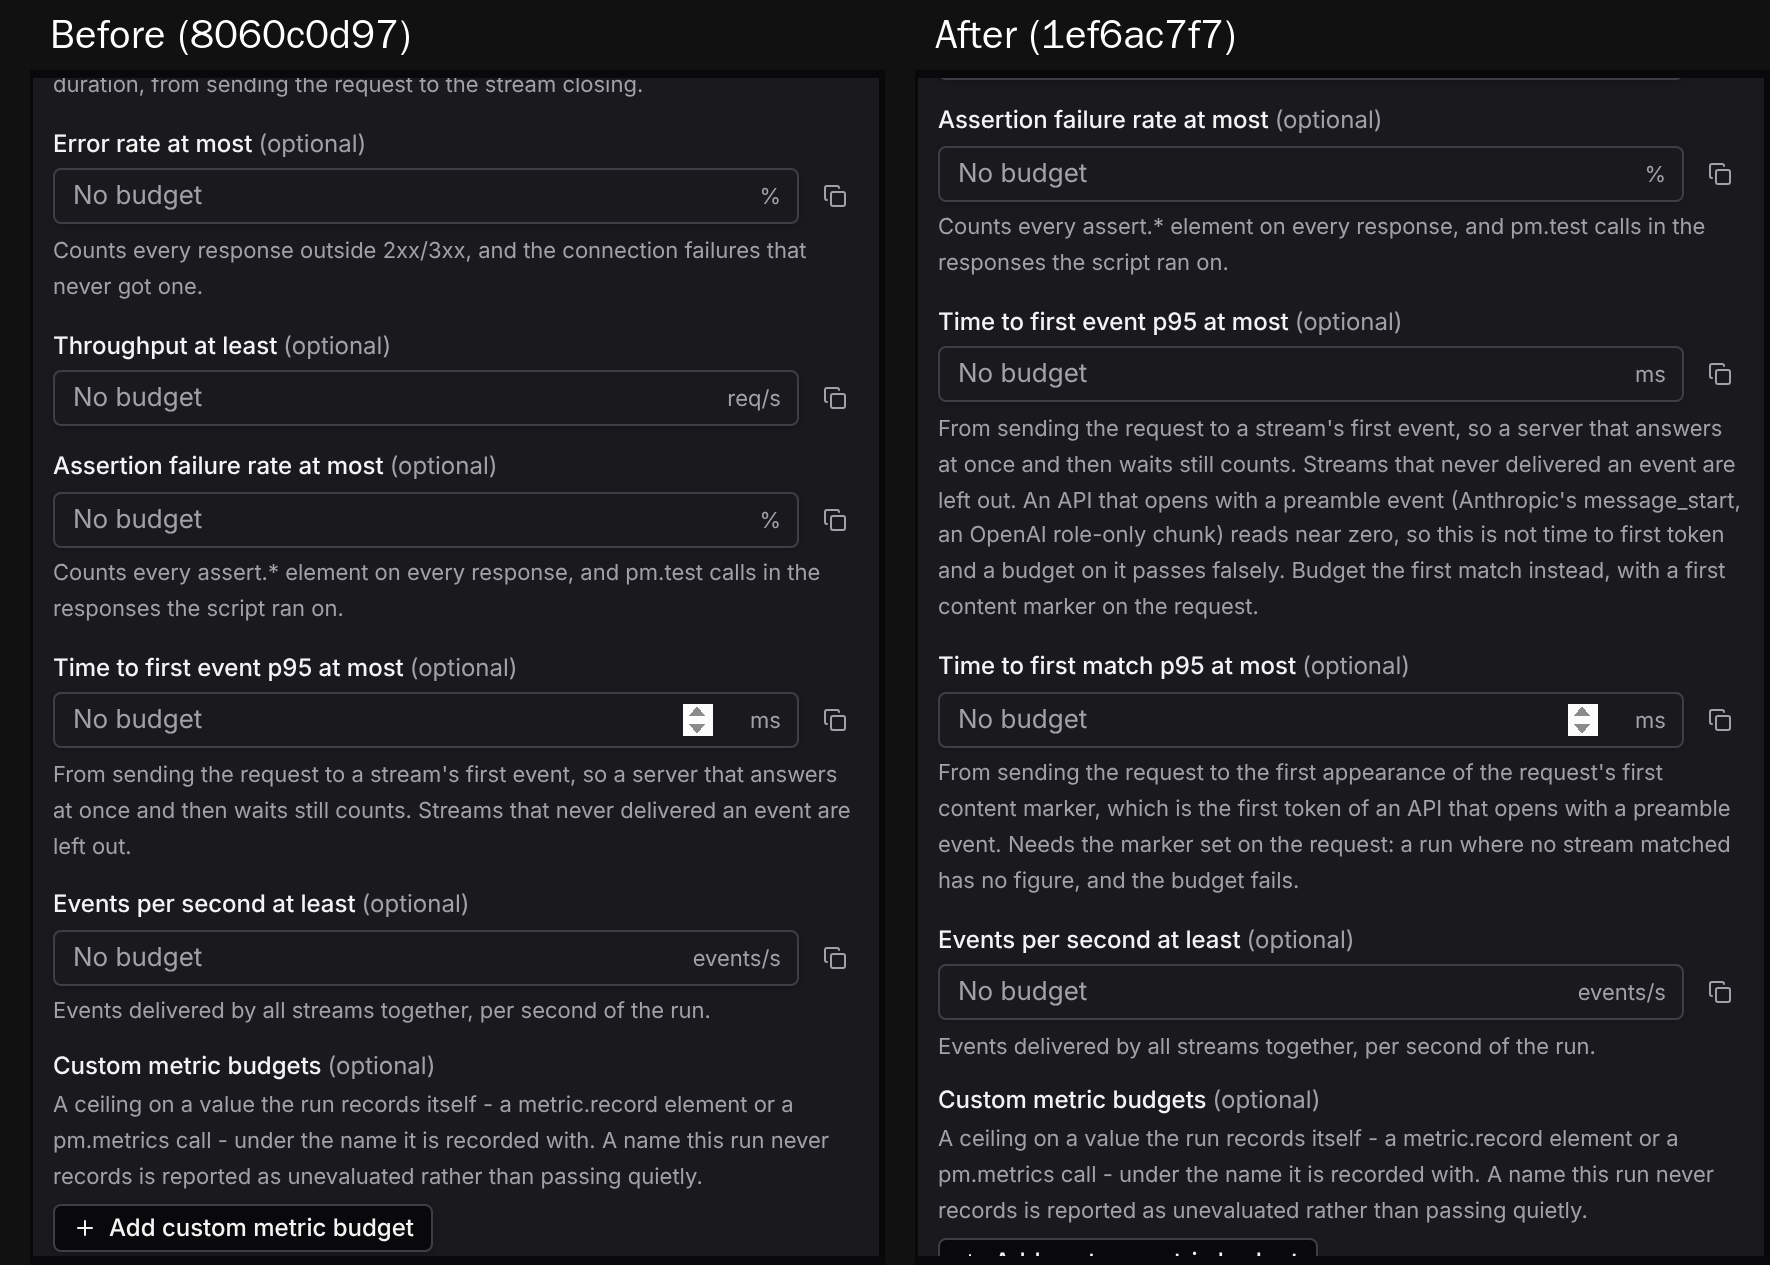 Before (8060c0d97)
duration, from sending the request to the stream closing.
Error rate at most (optional)
No budget %
Counts every response outside 2xx/3xx, and the connection failures that
never got one.
Throughput at least (optional)
No budget req/s
Assertion failure rate at most (optional)
No budget %
Counts every assert.* element on every response, and pm.test calls in the
responses the script ran on.
Time to first event p95 at most (optional)
No budget ms
From sending the request to a stream's first event, so a server that answers
at once and then waits still counts. Streams that never delivered an event are
left out.
Events per second at least (optional)
No budget events/s
Events delivered by all streams together, per second of the run.
Custom metric budgets (optional)
A ceiling on a value the run records itself - a metric.record element or a
pm.metrics call - under the name it is recorded with. A name this run never
records is reported as unevaluated rather than passing quietly.
+ Add custom metric budget
After (1ef6ac7f7)
Assertion failure rate at most (optional)
No budget %
Counts every assert.* element on every response, and pm.test calls in the
responses the script ran on.
Time to first event p95 at most (optional)
No budget ms
From sending the request to a stream's first event, so a server that answers
at once and then waits still counts. Streams that never delivered an event are
left out. An API that opens with a preamble event (Anthropic's message_start,
an OpenAI role-only chunk) reads near zero, so this is not time to first token
and a budget on it passes falsely. Budget the first match instead, with a first
content marker on the request.
Time to first match p95 at most (optional)
No budget ms
From sending the request to the first appearance of the request's first
content marker, which is the first token of an API that opens with a preamble
event. Needs the marker set on the request: a run where no stream matched
has no figure, and the budget fails.
Events per second at least (optional)
No budget events/s
Events delivered by all streams together, per second of the run.
Custom metric budgets (optional)
A ceiling on a value the run records itself - a metric.record element or a
pm.metrics call - under the name it is recorded with. A name this run never
records is reported as unevaluated rather than passing quietly.